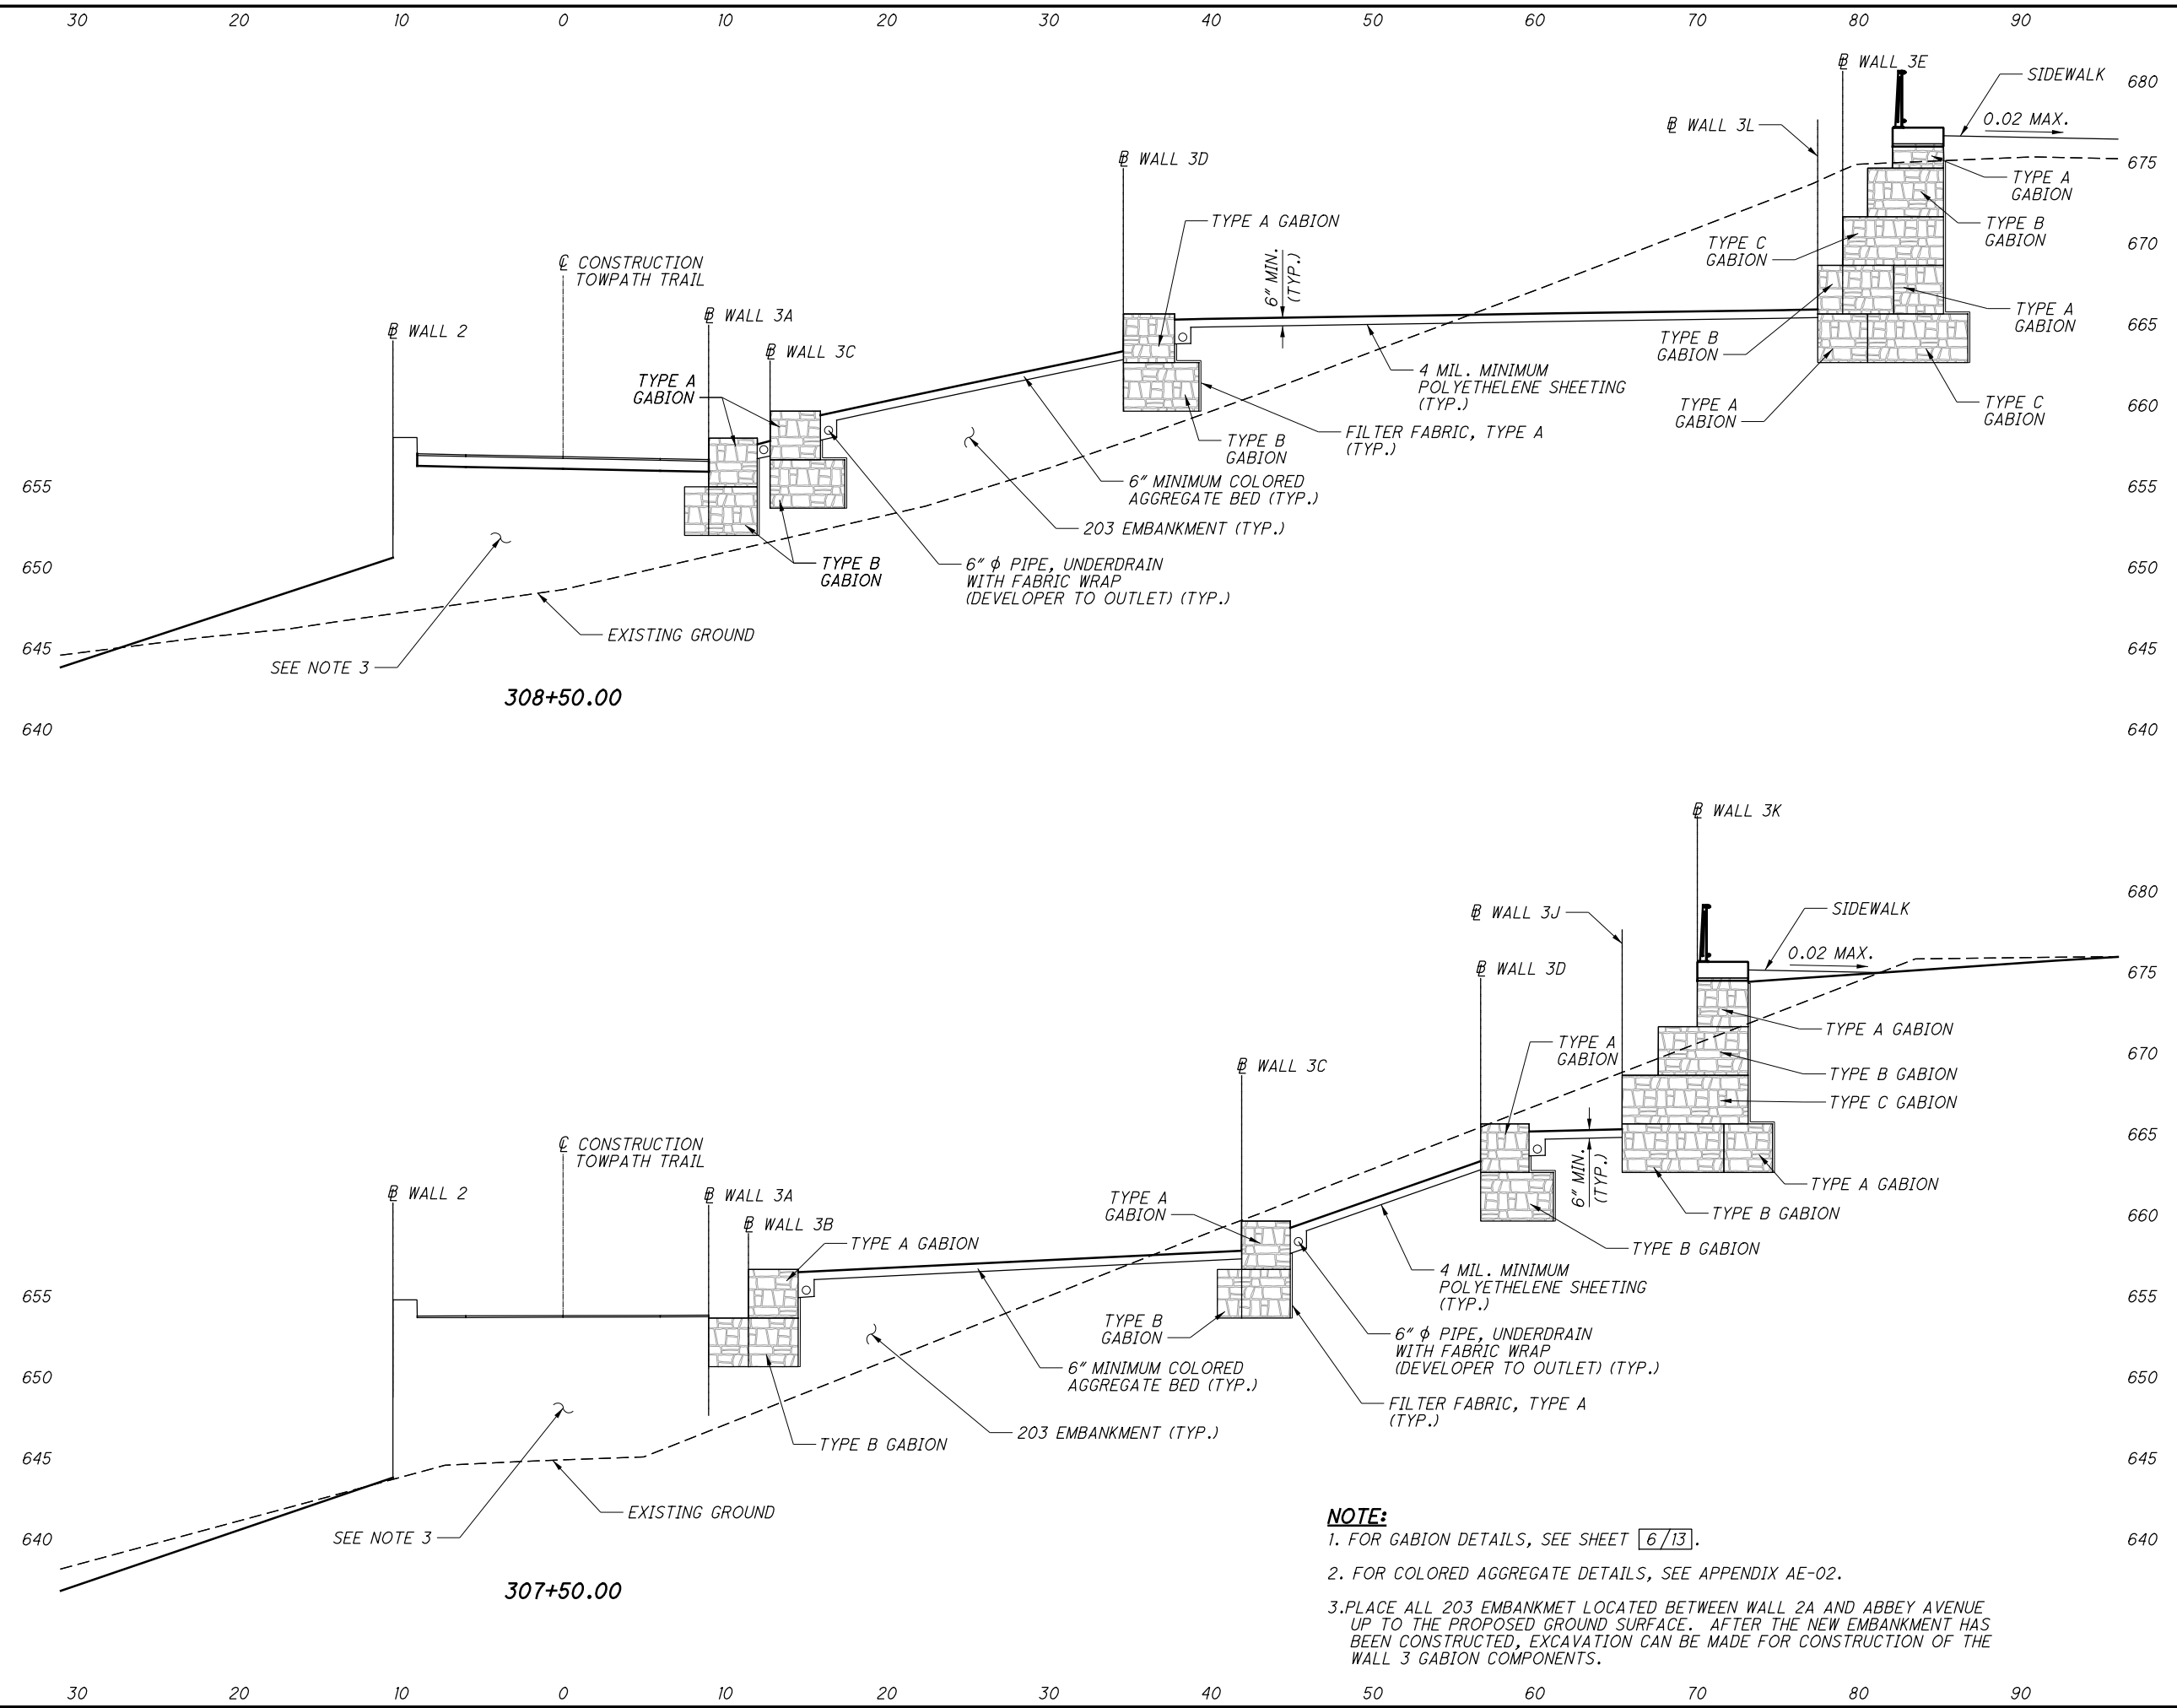 30 20 10 0 10 20 30 40 50 60 70 80 90
℄ WALL 3E
SIDEWALK
680
0.02 MAX.
BL WALL 3L
BL WALL 3D
675
TYPE A
GABION
TYPE A GABION
TYPE B
GABION
TYPE C
GABION
670
6" MIN.
(TYP.)
℄ CONSTRUCTION
TOWPATH TRAIL
BL WALL 2
BL WALL 3A
BL WALL 3C
TYPE A
GABION
665
TYPE B
GABION
TYPE A
GABION
4 MIL. MINIMUM
POLYETHELENE SHEETING
(TYP.)
TYPE A
GABION
TYPE C
GABION
660
FILTER FABRIC, TYPE A
(TYP.)
TYPE B
GABION
655
6" MINIMUM COLORED
AGGREGATE BED (TYP.)
655
203 EMBANKMENT (TYP.)
650
TYPE B
GABION
6" ϕ PIPE, UNDERDRAIN
WITH FABRIC WRAP
(DEVELOPER TO OUTLET) (TYP.)
650
EXISTING GROUND
645
645
SEE NOTE 3
308+50.00
640
640
BL WALL 3K
680
BL WALL 3J
SIDEWALK
0.02 MAX.
BL WALL 3D
675
TYPE A GABION
TYPE A
GABION
670
BL WALL 3C
TYPE B GABION
TYPE C GABION
℄ CONSTRUCTION
TOWPATH TRAIL
665
6" MIN.
(TYP.)
BL WALL 2
BL WALL 3A
BL WALL 3B
TYPE A
GABION
TYPE A GABION
TYPE B GABION
660
TYPE A GABION
TYPE B GABION
4 MIL. MINIMUM
POLYETHELENE SHEETING
(TYP.)
655
655
TYPE B
GABION
6" ϕ PIPE, UNDERDRAIN
WITH FABRIC WRAP
(DEVELOPER TO OUTLET) (TYP.)
6" MINIMUM COLORED
AGGREGATE BED (TYP.)
650
650
FILTER FABRIC, TYPE A
(TYP.)
203 EMBANKMENT (TYP.)
TYPE B GABION
645
645
EXISTING GROUND
SEE NOTE 3
640
640
307+50.00
NOTE:
1. FOR GABION DETAILS, SEE SHEET 6/13.
2. FOR COLORED AGGREGATE DETAILS, SEE APPENDIX AE-02.
3.PLACE ALL 203 EMBANKMET LOCATED BETWEEN WALL 2A AND ABBEY AVENUE
UP TO THE PROPOSED GROUND SURFACE. AFTER THE NEW EMBANKMENT HAS
BEEN CONSTRUCTED, EXCAVATION CAN BE MADE FOR CONSTRUCTION OF THE
WALL 3 GABION COMPONENTS.
30 20 10 0 10 20 30 40 50 60 70 80 90